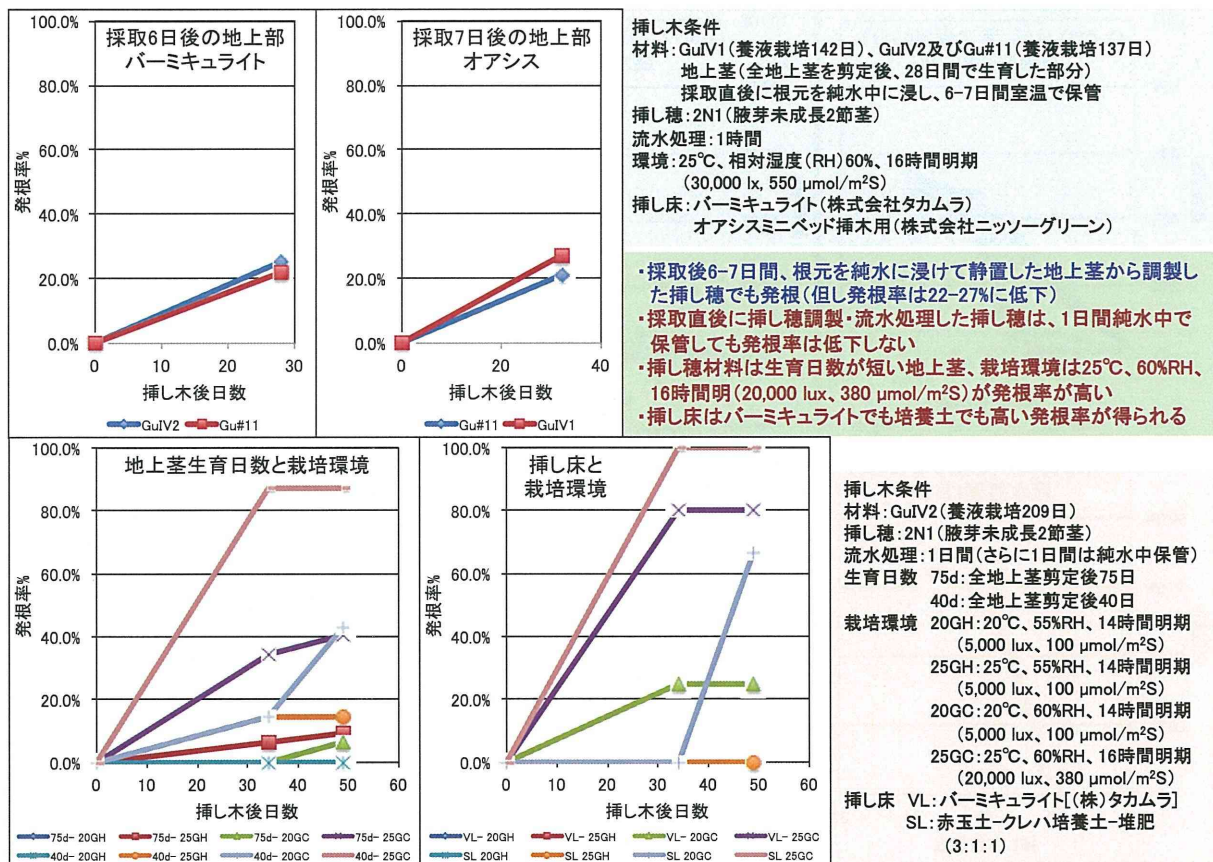 採取6日後の地上部
バーミキュライト
100.0%
80.0%
60.0%
40.0%
20.0%
0.0%
発根率%
0
10
20
30
挿し木後日数
GuIV2
Gu#11
採取7日後の地上部
オアシス
100.0%
80.0%
60.0%
40.0%
20.0%
0.0%
発根率%
0
20
40
挿し木後日数
Gu#11
GuIV1
挿し木条件
材料:GuIV1(養液栽培142日)、GuIV2及びGu#11(養液栽培137日)
地上茎(全地上茎を剪定後、28日間で生育した部分)
採取直後に根元を純水中に浸し、6-7日間室温で保管
挿し穂:2N1(腋芽未成長2節茎)
流水処理:1時間
環境:25℃、相対湿度(RH)60%、16時間明期
(30,000 lx, 550 μmol/m²S)
挿し床:バーミキュライト(株式会社タカムラ)
オアシスミニベッド挿木用(株式会社ニッソーグリーン)
・採取後6-7日間、根元を純水に浸けて静置した地上茎から調製し
た挿し穂でも発根(但し発根率は22-27%に低下)
・採取直後に挿し穂調製・流水処理した挿し穂は、1日間純水中で
保管しても発根率は低下しない
・挿し穂材料は生育日数が短い地上茎、栽培環境は25℃、60%RH、
16時間明(20,000 lux、380 μmol/m²S)が発根率が高い
・挿し床はバーミキュライトでも培養土でも高い発根率が得られる
地上茎生育日数と栽培環境
100.0%
80.0%
60.0%
40.0%
20.0%
0.0%
発根率%
0
10
20
30
40
50
60
挿し木後日数
75d- 20GH
75d- 25GH
75d- 20GC
75d- 25GC
40d- 20GH
40d- 25GH
40d- 20GC
40d- 25GC
挿し床と
栽培環境
100.0%
80.0%
60.0%
40.0%
20.0%
0.0%
発根率%
0
10
20
30
40
50
60
挿し木後日数
VL- 20GH
VL- 25GH
VL- 20GC
VL- 25GC
SL 20GH
SL 25GH
SL 20GC
SL 25GC
挿し木条件
材料:GuIV2(養液栽培209日)
挿し穂:2N1(腋芽未成長2節茎)
流水処理:1日間(さらに1日間は純水中保管)
生育日数 75d:全地上茎剪定後75日
40d:全地上茎剪定後40日
栽培環境 20GH:20℃、55%RH、14時間明期
(5,000 lux、100 μmol/m²S)
25GH:25℃、55%RH、14時間明期
(5,000 lux、100 μmol/m²S)
20GC:20℃、60%RH、14時間明期
(5,000 lux、100 μmol/m²S)
25GC:25℃、60%RH、16時間明期
(20,000 lux、380 μmol/m²S)
挿し床 VL:バーミキュライト[(株)タカムラ]
SL:赤玉土-クレハ培養土-堆肥
(3:1:1)